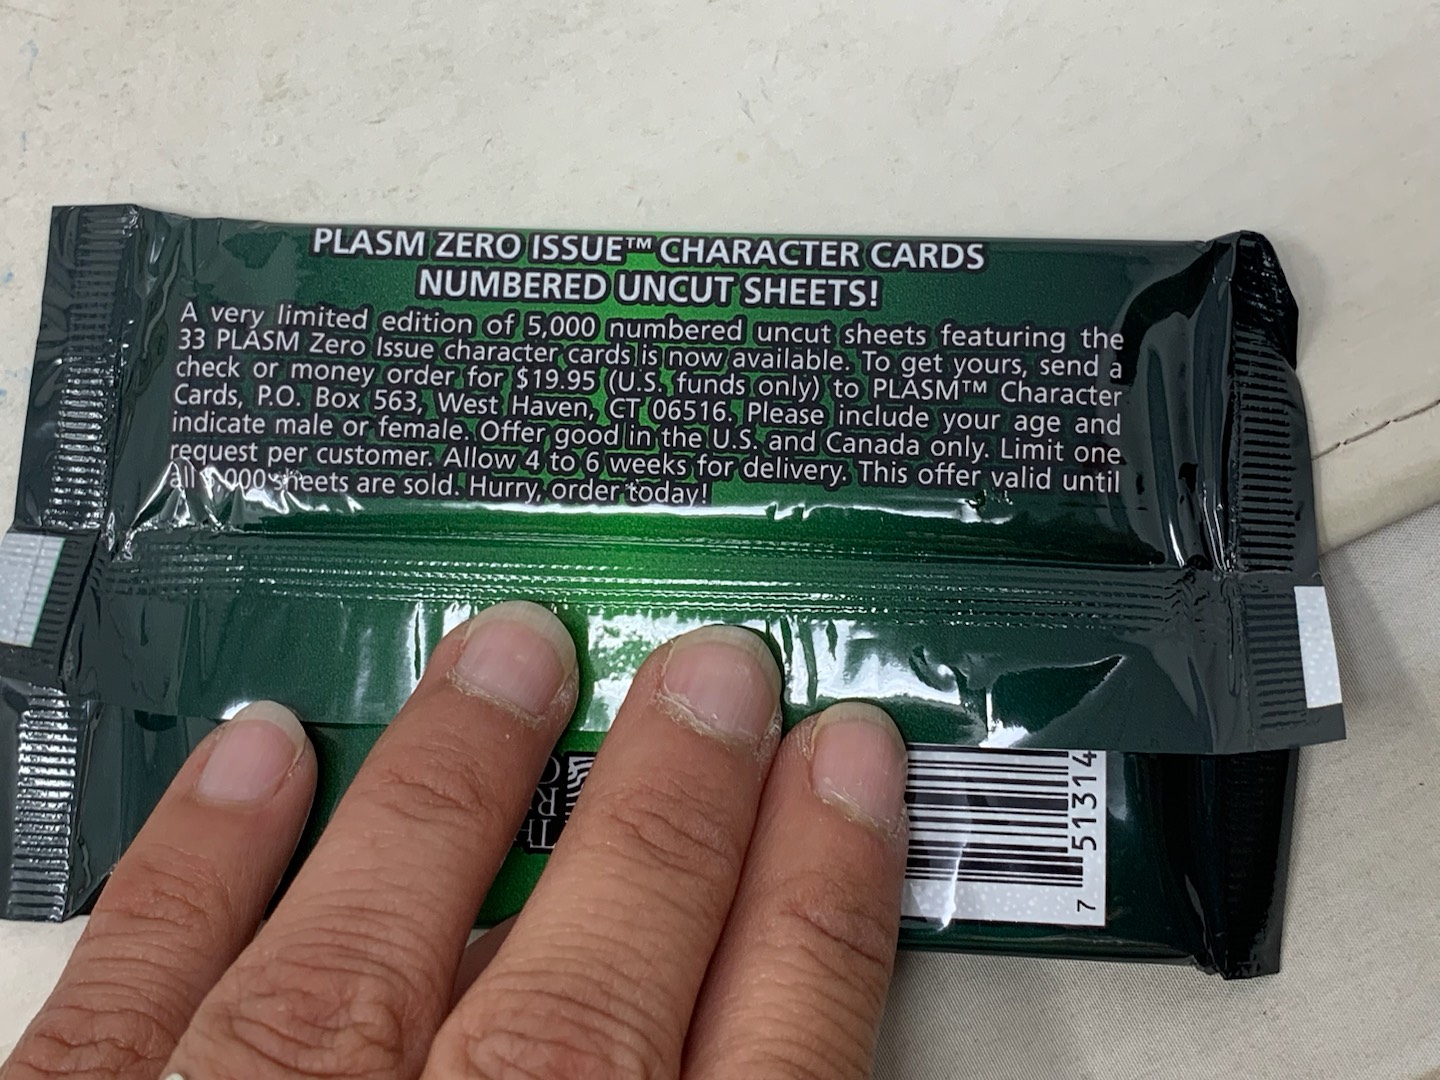 PLASM ZERO ISSUE™ CHARACTER CARDS
NUMBERED UNCUT SHEETS!
A very limited edition of 5,000 numbered uncut sheets featuring the
33 PLASM Zero Issue character cards is now available. To get yours, send a
check or money order for $19.95 (U.S. funds only) to PLASM™ Character
Cards, P.O. Box 563, West Haven, CT 06516. Please include your age and
indicate male or female. Offer good in the U.S. and Canada only. Limit one
request per customer. Allow 4 to 6 weeks for delivery. This offer valid until
all 5,000 sheets are sold. Hurry, order today!
7 51314